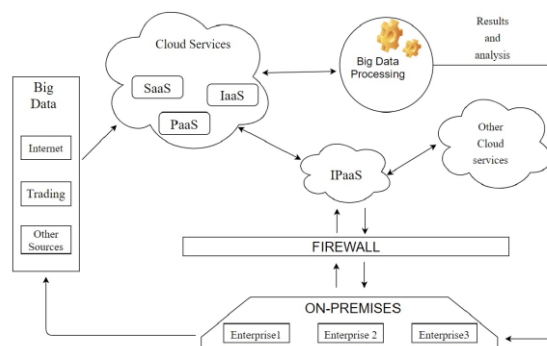 Cloud Services
SaaS
IaaS
PaaS
Big Data
Processing
Results
and
analysis
Big
Data
Internet
Trading
Other
Sources
IPaaS
Other
Cloud
services
FIREWALL
ON-PREMISES
Enterprise1
Enterprise 2
Enterprise3